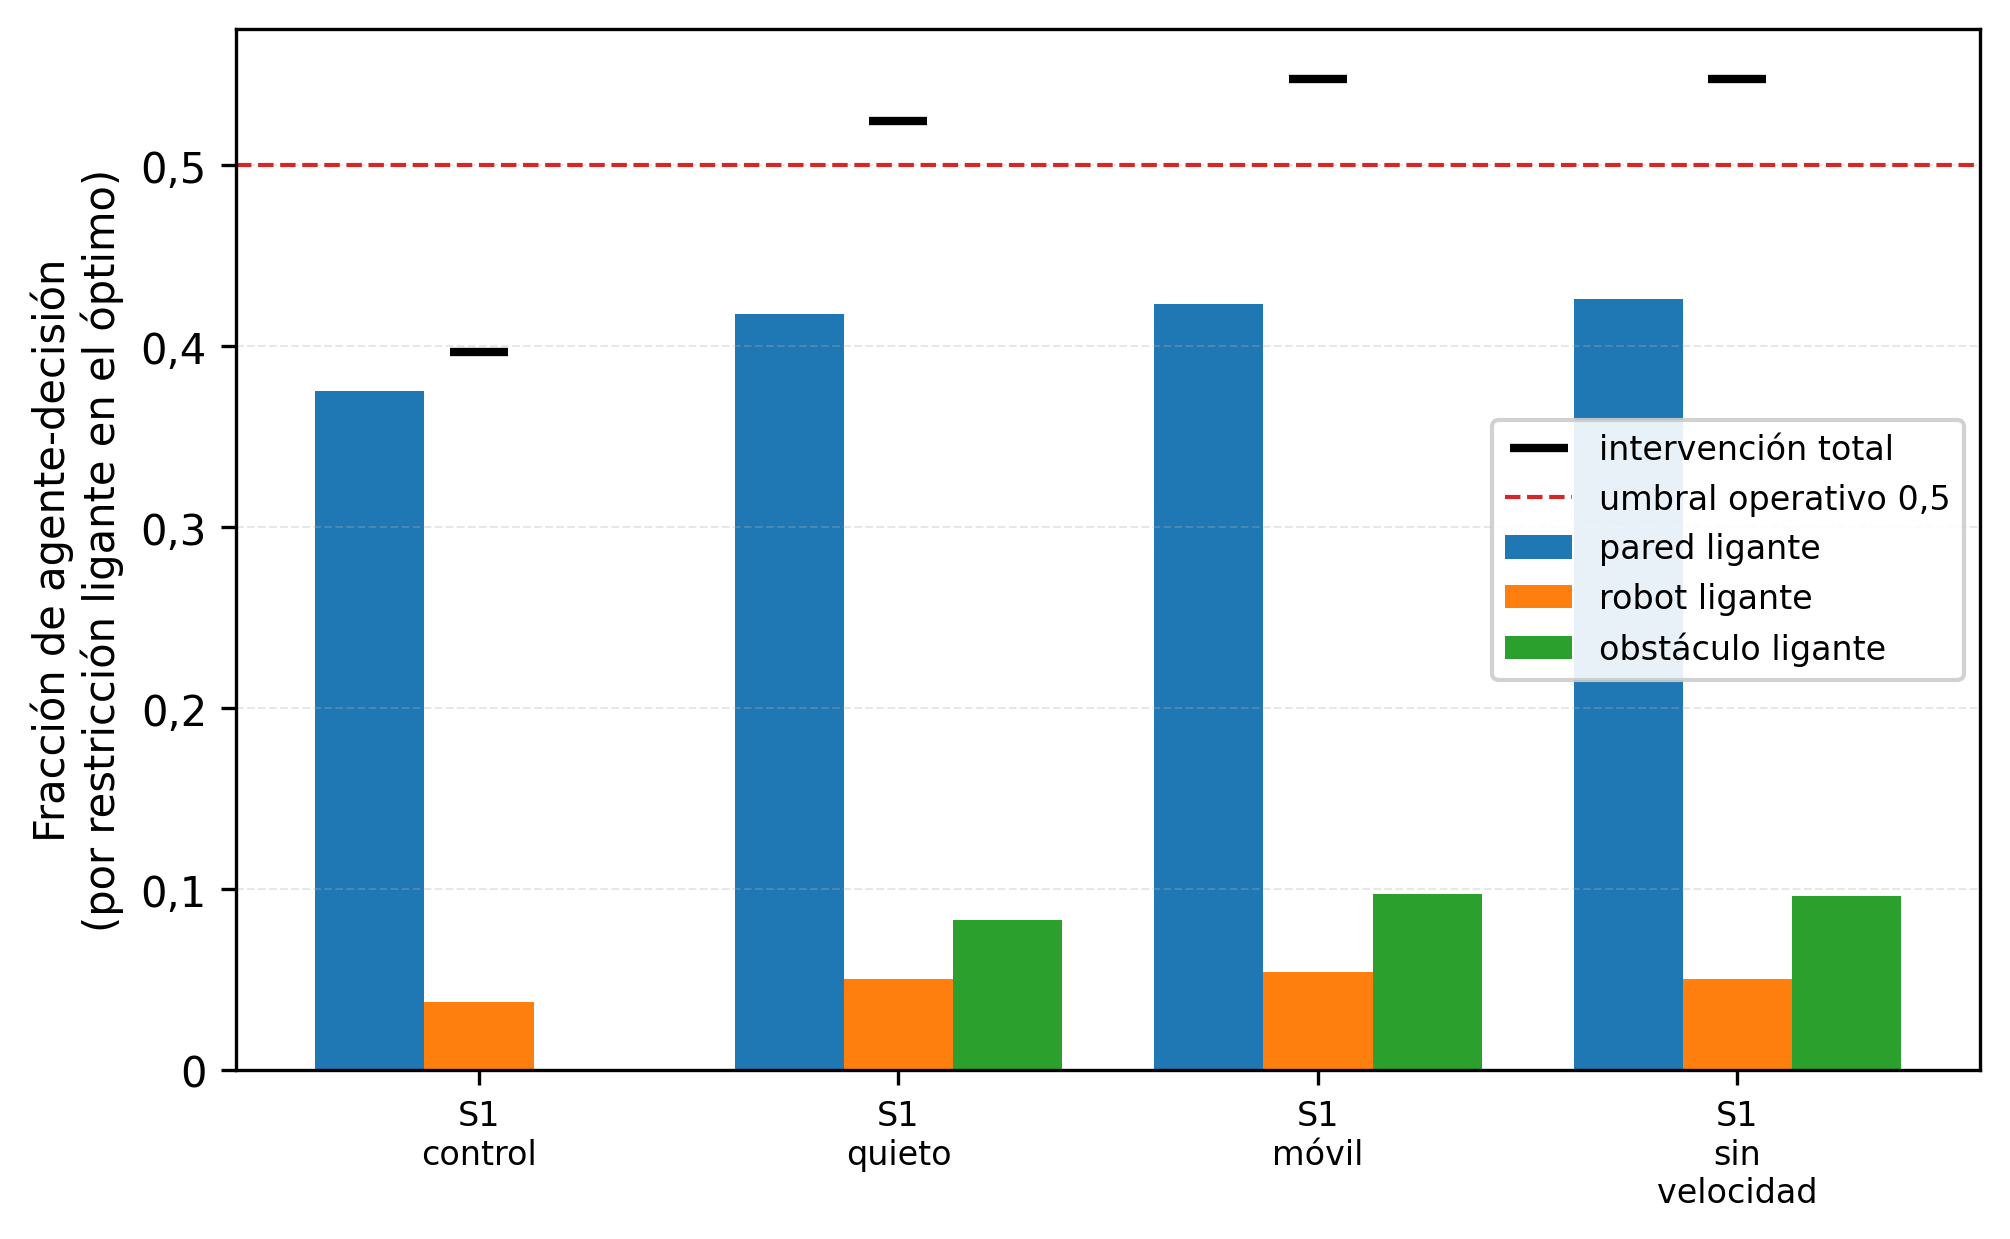 Fracción de agente-decisión
(por restricción ligante en el óptimo)
0,5
0,4
0,3
0,2
0,1
0
intervención total
umbral operativo 0,5
pared ligante
robot ligante
obstáculo ligante
S1
control
S1
quieto
S1
móvil
S1
sin
velocidad